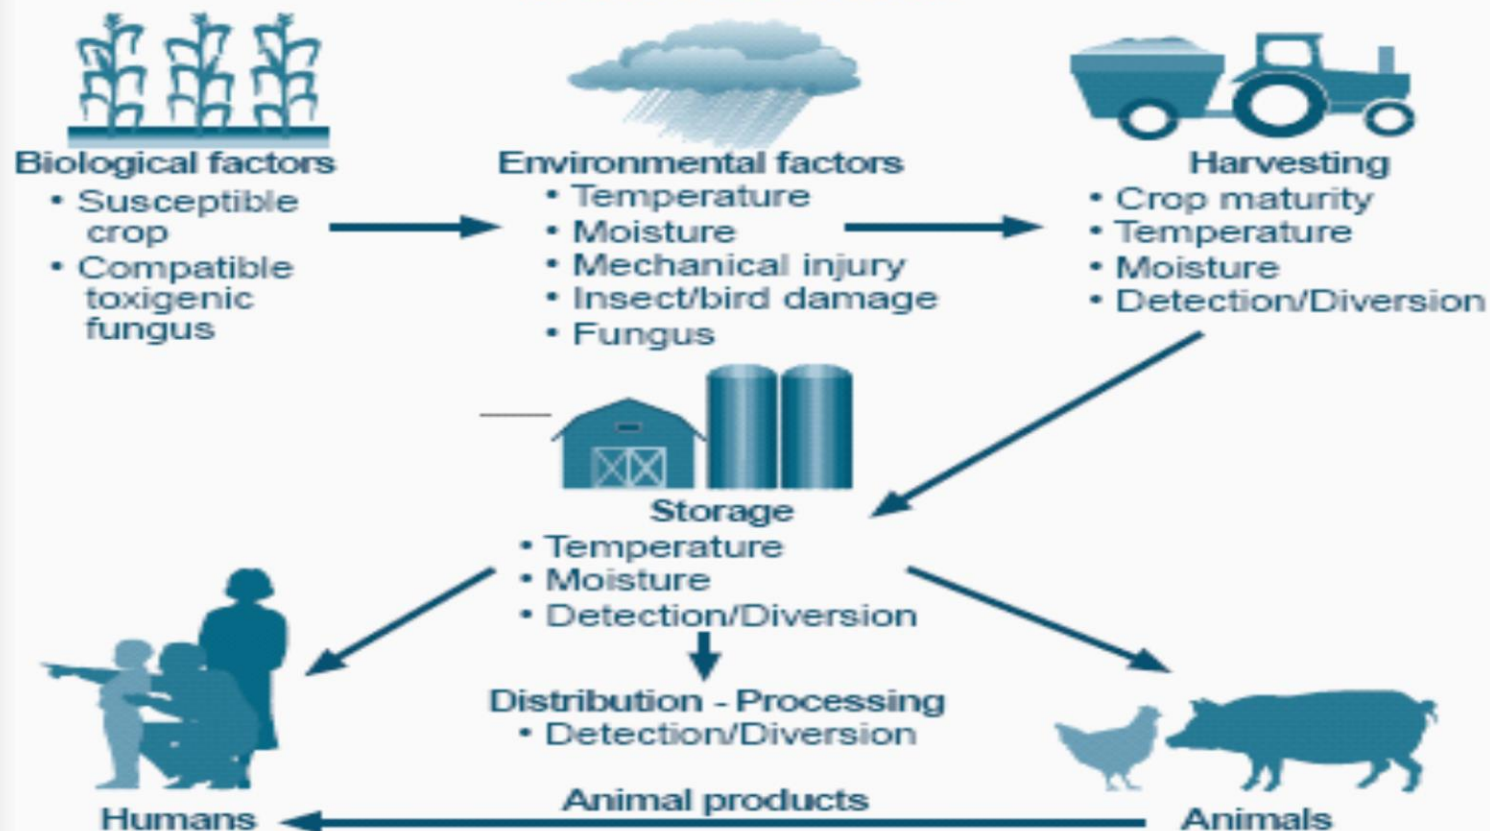 Biological factors
• Susceptible
crop
• Compatible
toxigenic
fungus
Environmental factors
• Temperature
• Moisture
• Mechanical injury
• Insect/bird damage
• Fungus
Harvesting
• Crop maturity
• Temperature
• Moisture
• Detection/Diversion
Storage
• Temperature
• Moisture
• Detection/Diversion
Distribution - Processing
• Detection/Diversion
Animal products
Humans
Animals